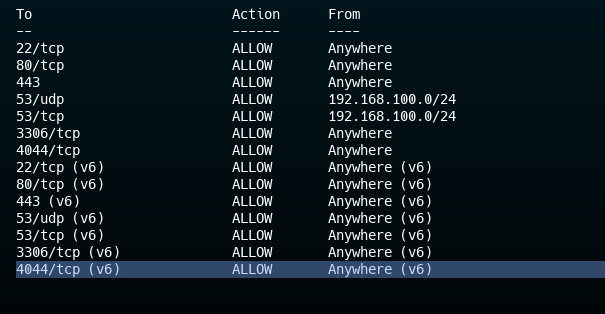 To Action From
-- ------ ----
22/tcp ALLOW Anywhere
80/tcp ALLOW Anywhere
443 ALLOW Anywhere
53/udp ALLOW 192.168.100.0/24
53/tcp ALLOW 192.168.100.0/24
3306/tcp ALLOW Anywhere
4044/tcp ALLOW Anywhere
22/tcp (v6) ALLOW Anywhere (v6)
80/tcp (v6) ALLOW Anywhere (v6)
443 (v6) ALLOW Anywhere (v6)
53/udp (v6) ALLOW Anywhere (v6)
53/tcp (v6) ALLOW Anywhere (v6)
3306/tcp (v6) ALLOW Anywhere (v6)
4044/tcp (v6) ALLOW Anywhere (v6)